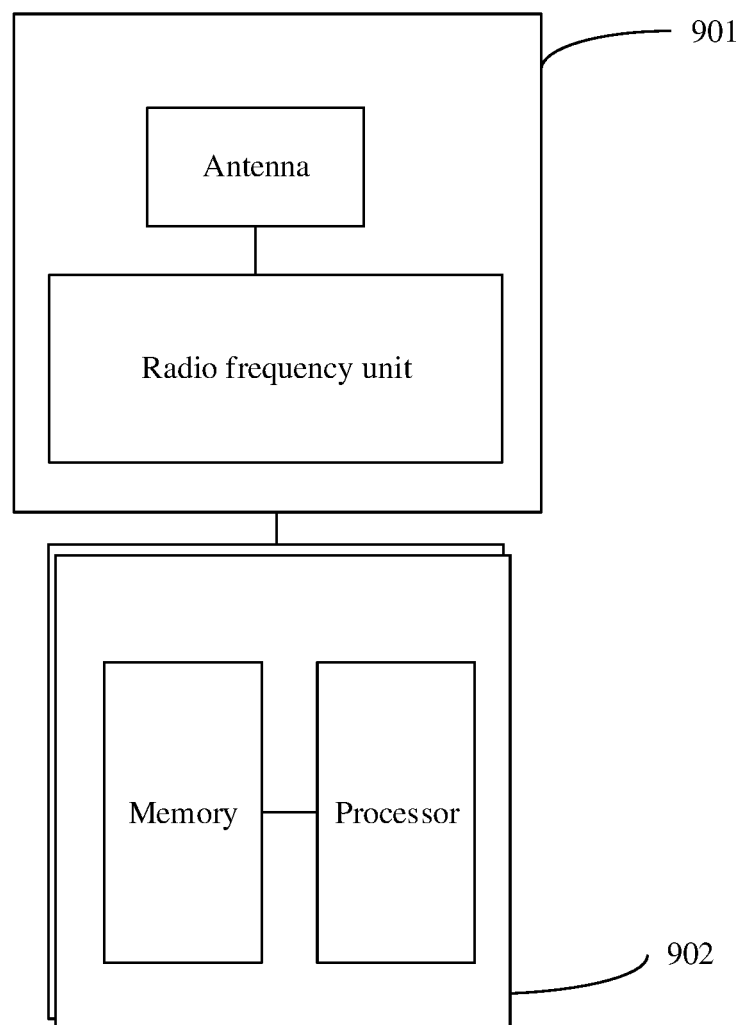 901
Antenna
Radio frequency unit
Memory
Processor
902